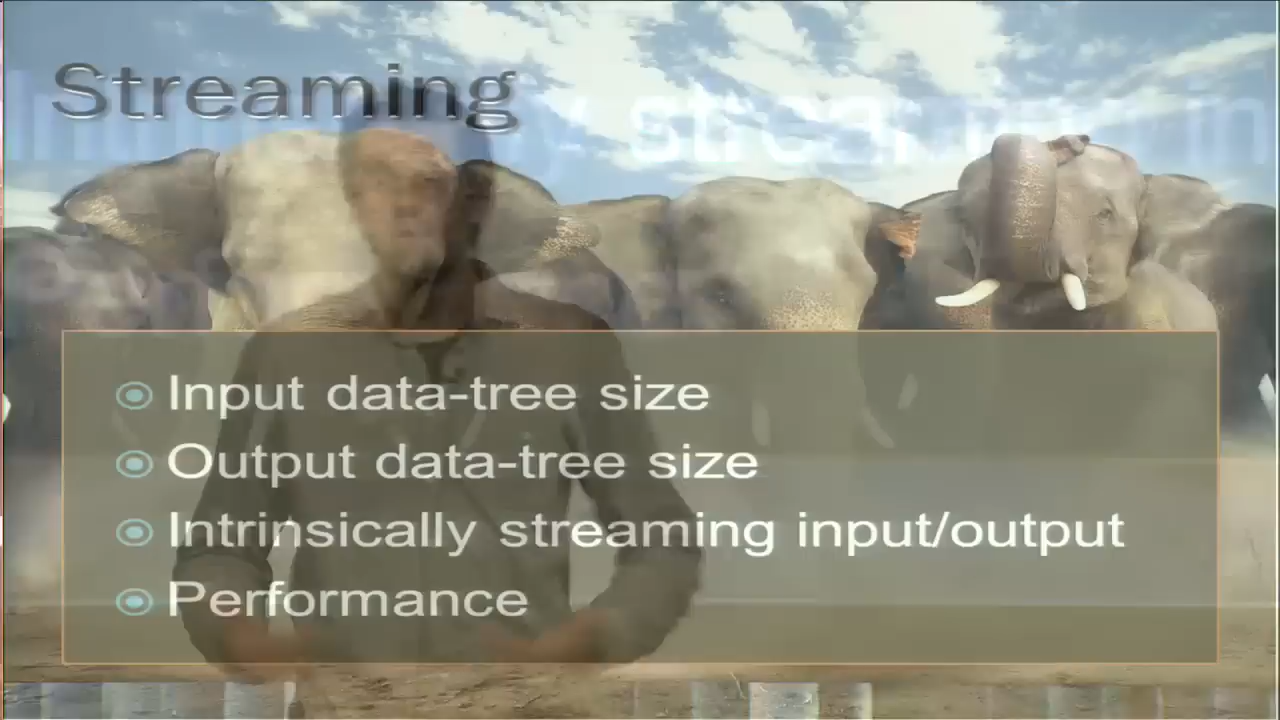 Streaming
Input data-tree size
Output data-tree size
Intrinsically streaming input/output
Performance